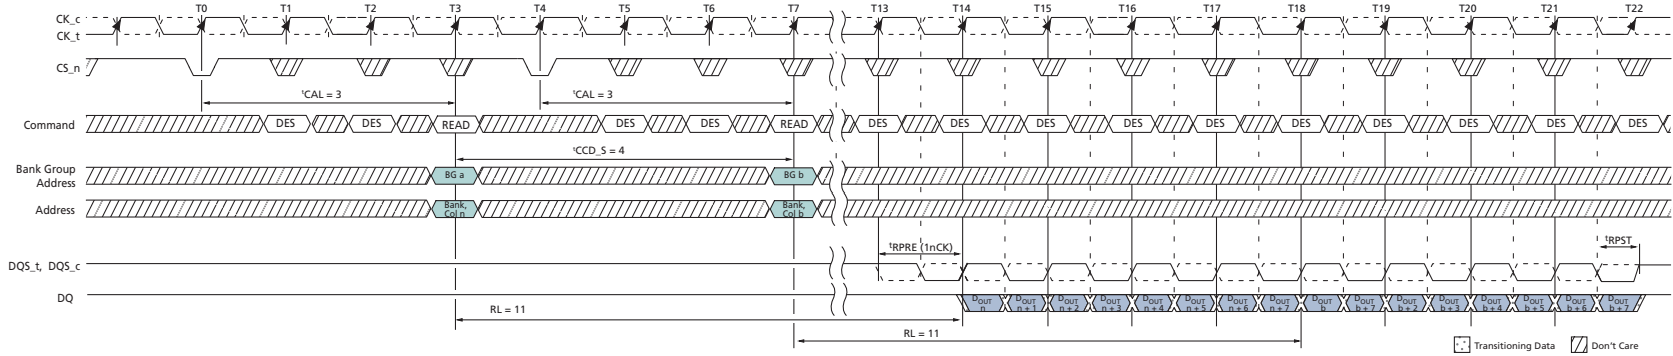 T0 T1 T2 T3 T4 T5 T6 T7 T13 T14 T15 T16 T17 T18 T19 T20 T21 T22
CK_c
CK_t
CS_n
tCAL = 3 tCAL = 3
Command DES DES READ DES DES READ DES DES DES DES DES DES DES DES DES DES
tCCD_S = 4
Bank Group
Address BG a BG b
Address Bank, Col n Bank, Col b
tRPRE (1nCK) tRPST
DQS_t, DQS_c
DQ DOUT n DOUT n + 1 DOUT n + 2 DOUT n + 3 DOUT n + 4 DOUT n + 5 DOUT n + 6 DOUT n + 7 DOUT b DOUT b + 7 DOUT b + 2 DOUT b + 3 DOUT b + 4 DOUT b + 5 DOUT b + 6 DOUT b + 7
RL = 11
RL = 11
Transitioning Data Don't Care